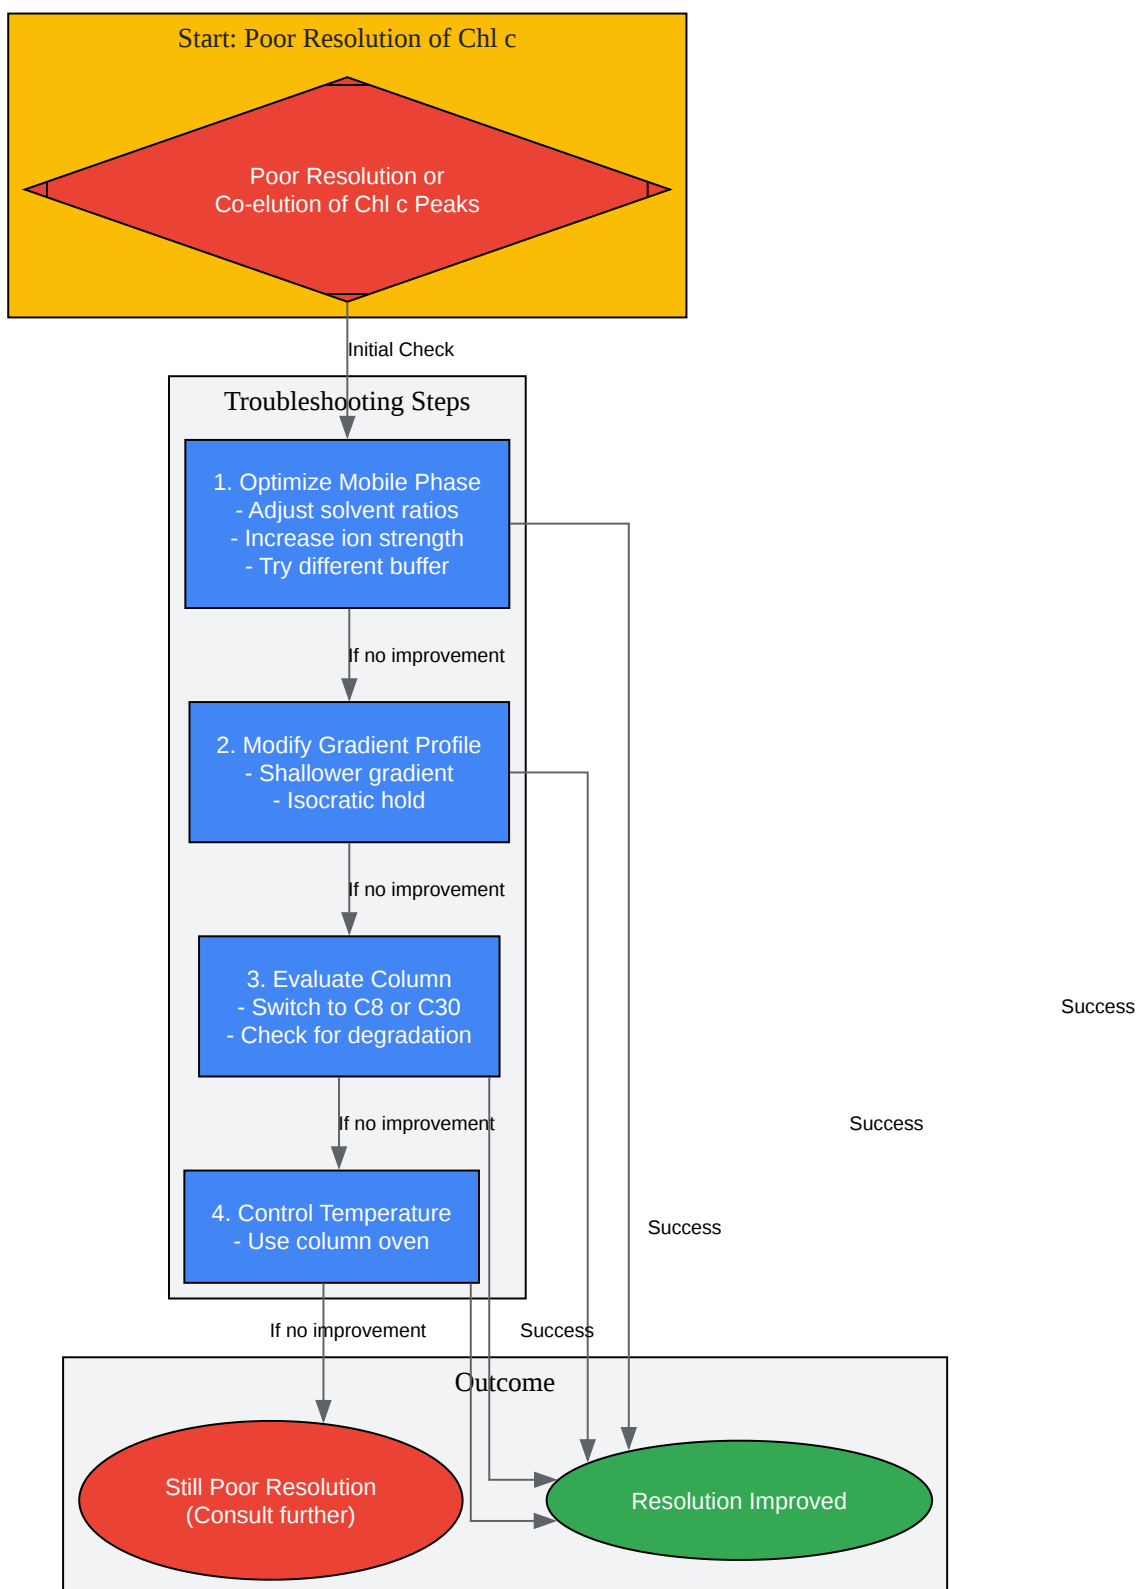 Start: Poor Resolution of Chl c
Poor Resolution or
Co-elution of Chl c Peaks
Initial Check
Troubleshooting Steps
1. Optimize Mobile Phase
- Adjust solvent ratios
- Increase ion strength
- Try different buffer
If no improvement
2. Modify Gradient Profile
- Shallower gradient
- Isocratic hold
If no improvement
3. Evaluate Column
- Switch to C8 or C30
- Check for degradation
Success
If no improvement
Success
4. Control Temperature
- Use column oven
Success
If no improvement
Success
Outcome
Still Poor Resolution
(Consult further)
Resolution Improved